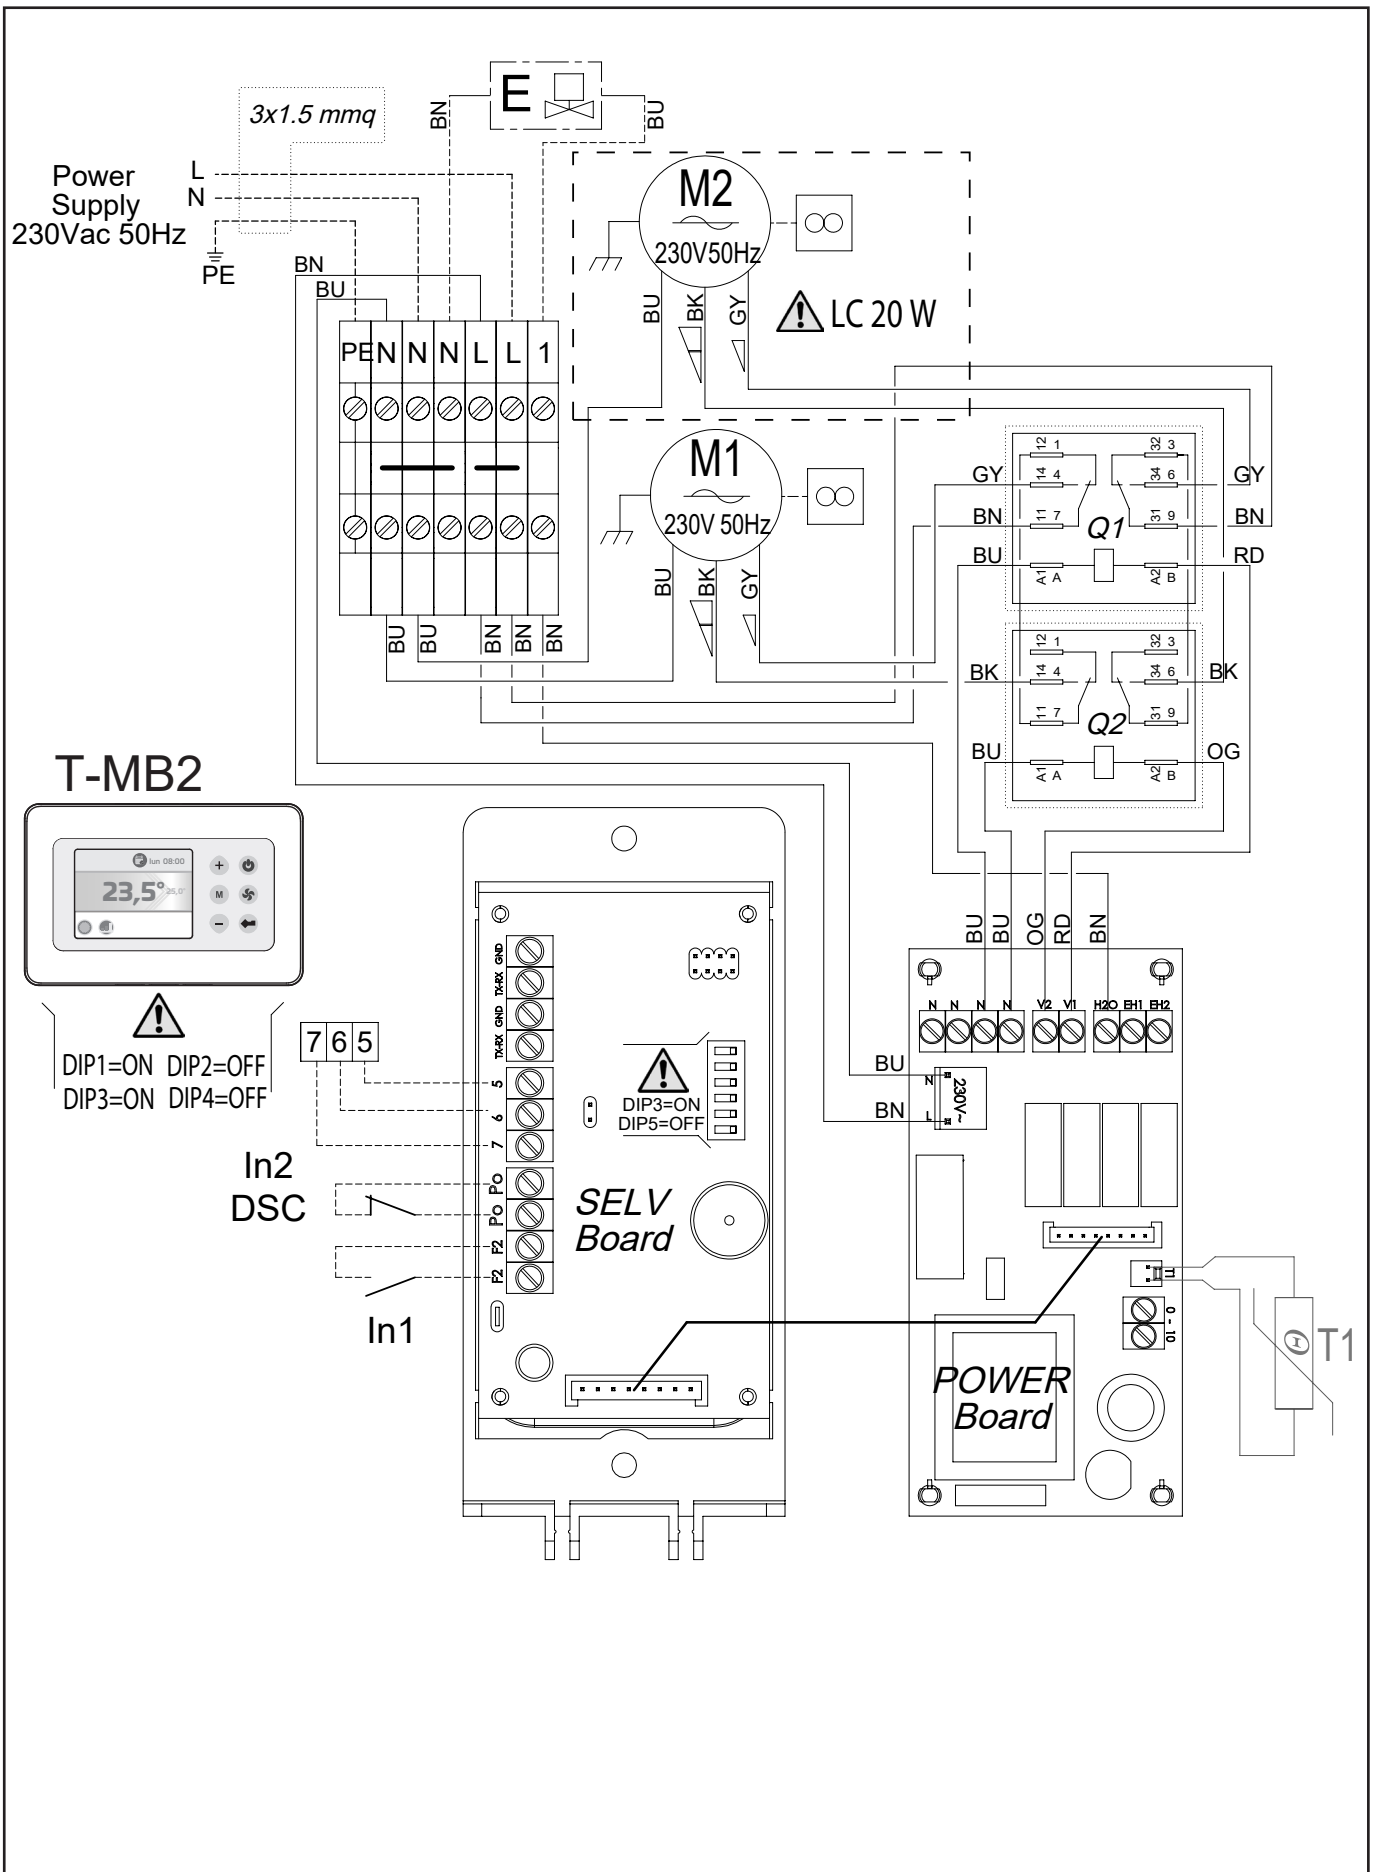 E
BN
BU
3x1.5 mmq
Power
Supply
230Vac 50Hz
L
N
PE
BN
BU
M2
230V50Hz
BU
BK
GY
LC 20 W
PE N N N L L 1
M1
230V 50Hz
BU
BK
GY
BU
BU
BN
BN
BN
GY
BN
BU
12 1
14 4
11 7
A1 A
32 3
34 6
31 9
A2 B
Q1
GY
BN
RD
BK
BU
12 1
14 4
11 7
A1 A
32 3
34 6
31 9
A2 B
Q2
BK
OG
T-MB2
lun 08:00
23,5° 25,0°
+
M
−
DIP1=ON DIP2=OFF
DIP3=ON DIP4=OFF
7 6 5
In2
DSC
In1
GND
TX-RX
GND
TX-RX
5
6
7
PO
PO
F2
F2
DIP3=ON
DIP5=OFF
SELV
Board
BU
BU
OG
RD
BN
N N N N V2 V1 H2O EH1 EH2
BU
BN
N
L
230V~
T1
0 - 10
T1
POWER
Board